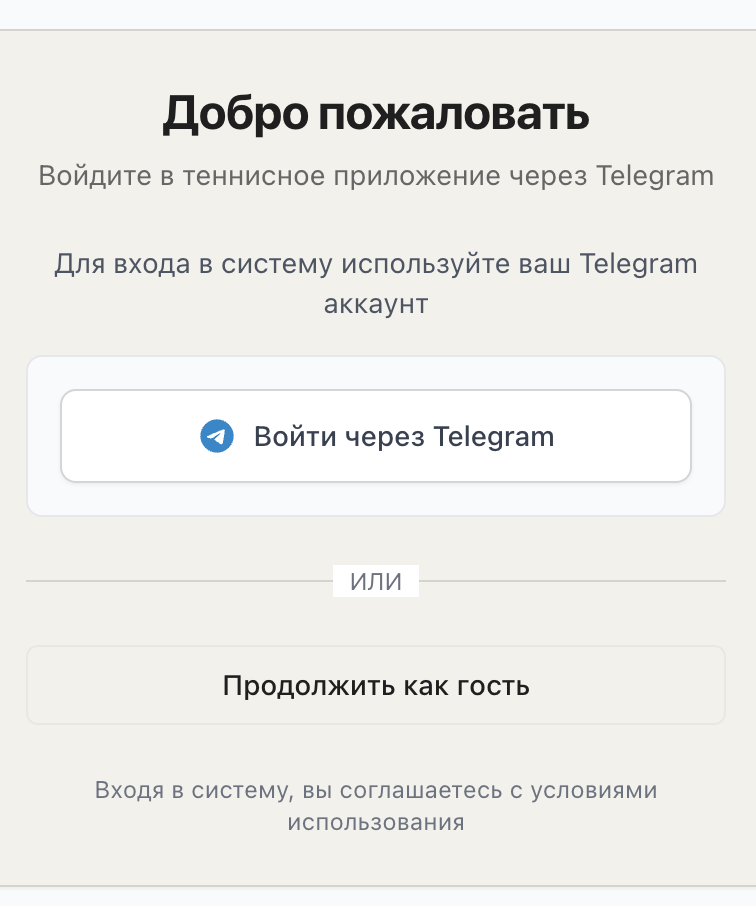 Добро пожаловать
Войдите в теннисное приложение через Telegram
Для входа в систему используйте ваш Telegram
аккаунт
Войти через Telegram
ИЛИ
Продолжить как гость
Входя в систему, вы соглашаетесь с условиями
использования